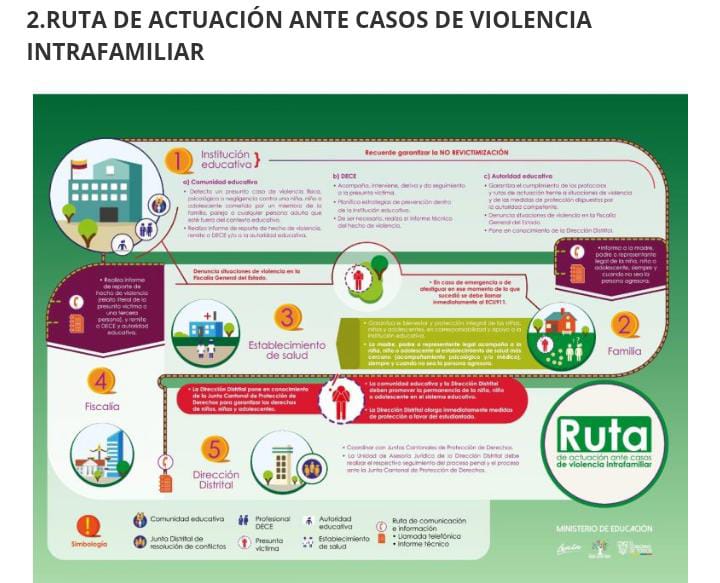 2.RUTA DE ACTUACIÓN ANTE CASOS DE VIOLENCIA
INTRAFAMILIAR
1
Institución
educativa
Recuerde garantizar la NO REVICTIMIZACIÓN
a) Comunidad educativa
• Detecta un presunto caso de violencia física,
psicológica o negligencia contra una niña, niño o
adolescente cometido por un miembro de la
familia, pareja o cualquier persona adulta que
esté fuera del contexto educativo.
• Realiza informe de reporte de hecho de violencia,
remite a DECE y/o a la autoridad educativa.
b) DECE
• Acompaña, interviene, deriva y da seguimiento
a la presunta víctima.
• Planifica estrategias de prevención dentro
de la institución educativa.
• De ser necesario, realiza el informe técnico
del hecho de violencia.
c) Autoridad educativa
• Garantiza el cumplimiento de los protocolos
y rutas de actuación frente a situaciones de violencia
y de las medidas de protección dispuestas por
la autoridad competente.
• Denuncia situaciones de violencia en la Fiscalía
General del Estado.
• Pone en conocimiento de la Dirección Distrital.
• Realiza informe
de reporte de
hecho de violencia
(relato literal de la
presunta víctima o
una tercera
persona), y remite
a DECE y autoridad
educativa.
Denuncia situaciones de violencia en la
Fiscalía General del Estado.
• En caso de emergencia o de
atestiguar en ese momento de lo que
sucedió se debe llamar
inmediatamente al ECU911.
• Informa a la madre,
padre o representante
legal de la niña, niño o
adolescente, siempre y
cuando no sea la
persona agresora.
2
Familia
• Garantiza el bienestar y protección integral de las niñas,
niños y adolescentes, en corresponsabilidad y apoyo a la
institución educativa.
• La madre, padre o representante legal acompaña a la
niña, niño o adolescente al establecimiento de salud más
cercano (acompañamiento psicológico y/o médico),
siempre y cuando no sea la persona agresora.
3
Establecimiento
de salud
4
Fiscalía
• La Dirección Distrital pone en conocimiento
de la Junta Cantonal de Protección de
Derechos para garantizar los derechos
de niños, niñas y adolescentes.
• La comunidad educativa y la Dirección Distrital
deben promover la permanencia de la niña, niño
o adolescente en el sistema educativo.
• La Dirección Distrital otorga inmediatamente medidas
de protección a favor del estudiantado.
5
Dirección
Distrital
• Coordinar con Juntas Cantonales de Protección de Derechos.
• La Unidad de Asesoría Jurídica de la Dirección Distrital debe
realizar el respectivo seguimiento del proceso penal y el proceso
ante la Junta Cantonal de Protección de Derechos.
Ruta
de actuación ante casos
de violencia intrafamiliar
Simbología
Comunidad educativa
Junta Distrital de
resolución de conflictos
Profesional
DECE
Presunta
víctima
Autoridad
educativa
Establecimiento
de salud
Ruta de comunicación
e información
• Llamada telefónica
• Informe técnico
MINISTERIO DE EDUCACIÓN